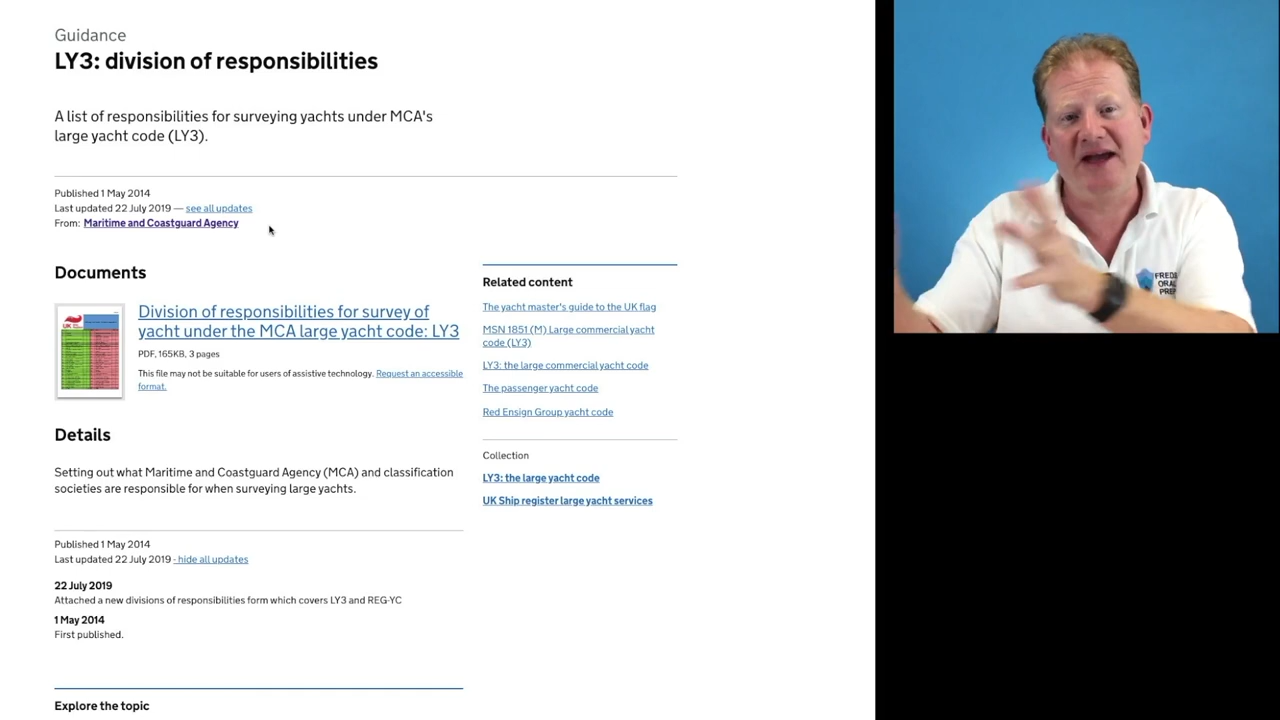 Guidance
LY3: division of responsibilities
A list of responsibilities for surveying yachts under MCA's
large yacht code (LY3).
Published 1 May 2014
Last updated 22 July 2019 — see all updates
From: Maritime and Coastguard Agency
Documents
Division of responsibilities for survey of
yacht under the MCA large yacht code: LY3
PDF, 165KB, 3 pages
This file may not be suitable for users of assistive technology. Request an accessible
format.
Details
Setting out what Maritime and Coastguard Agency (MCA) and classification
societies are responsible for when surveying large yachts.
Published 1 May 2014
Last updated 22 July 2019 - hide all updates
22 July 2019
Attached a new divisions of responsibilities form which covers LY3 and REG-YC
1 May 2014
First published.
Explore the topic
Related content
The yacht master's guide to the UK flag
MSN 1851 (M) Large commercial yacht
code (LY3)
LY3: the large commercial yacht code
The passenger yacht code
Red Ensign Group yacht code
Collection
LY3: the large yacht code
UK Ship register large yacht services
ORAL